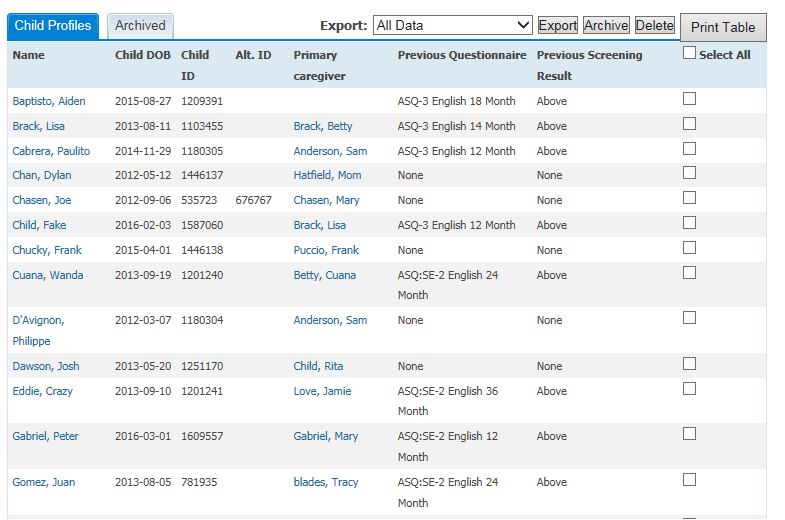 Child Profiles Archived Export: All Data Export Archive Delete Print Table
Name Child DOB Child Alt. ID Primary Previous Questionnaire Previous Screening Select All
ID caregiver Result
Baptisto, Aiden 2015-08-27 1209391 ASQ-3 English 18 Month Above
Brack, Lisa 2013-08-11 1103455 Brack, Betty ASQ-3 English 14 Month Above
Cabrera, Paulito 2014-11-29 1180305 Anderson, Sam ASQ-3 English 12 Month Above
Chan, Dylan 2012-05-12 1446137 Hatfield, Mom None None
Chasen, Joe 2012-09-06 535723 676767 Chasen, Mary None None
Child, Fake 2016-02-03 1587060 Brack, Lisa ASQ-3 English 12 Month Above
Chucky, Frank 2015-04-01 1446138 Puccio, Frank None None
Cuana, Wanda 2013-09-19 1201240 Betty, Cuana ASQ:SE-2 English 24 Above
Month
D'Avignon, 2012-03-07 1180304 Anderson, Sam None None
Philippe
Dawson, Josh 2013-05-20 1251170 Child, Rita None None
Eddie, Crazy 2013-09-10 1201241 Love, Jamie ASQ:SE-2 English 36 Above
Month
Gabriel, Peter 2016-03-01 1609557 Gabriel, Mary ASQ:SE-2 English 12 Above
Month
Gomez, Juan 2013-08-05 781935 blades, Tracy ASQ:SE-2 English 24 Above
Month